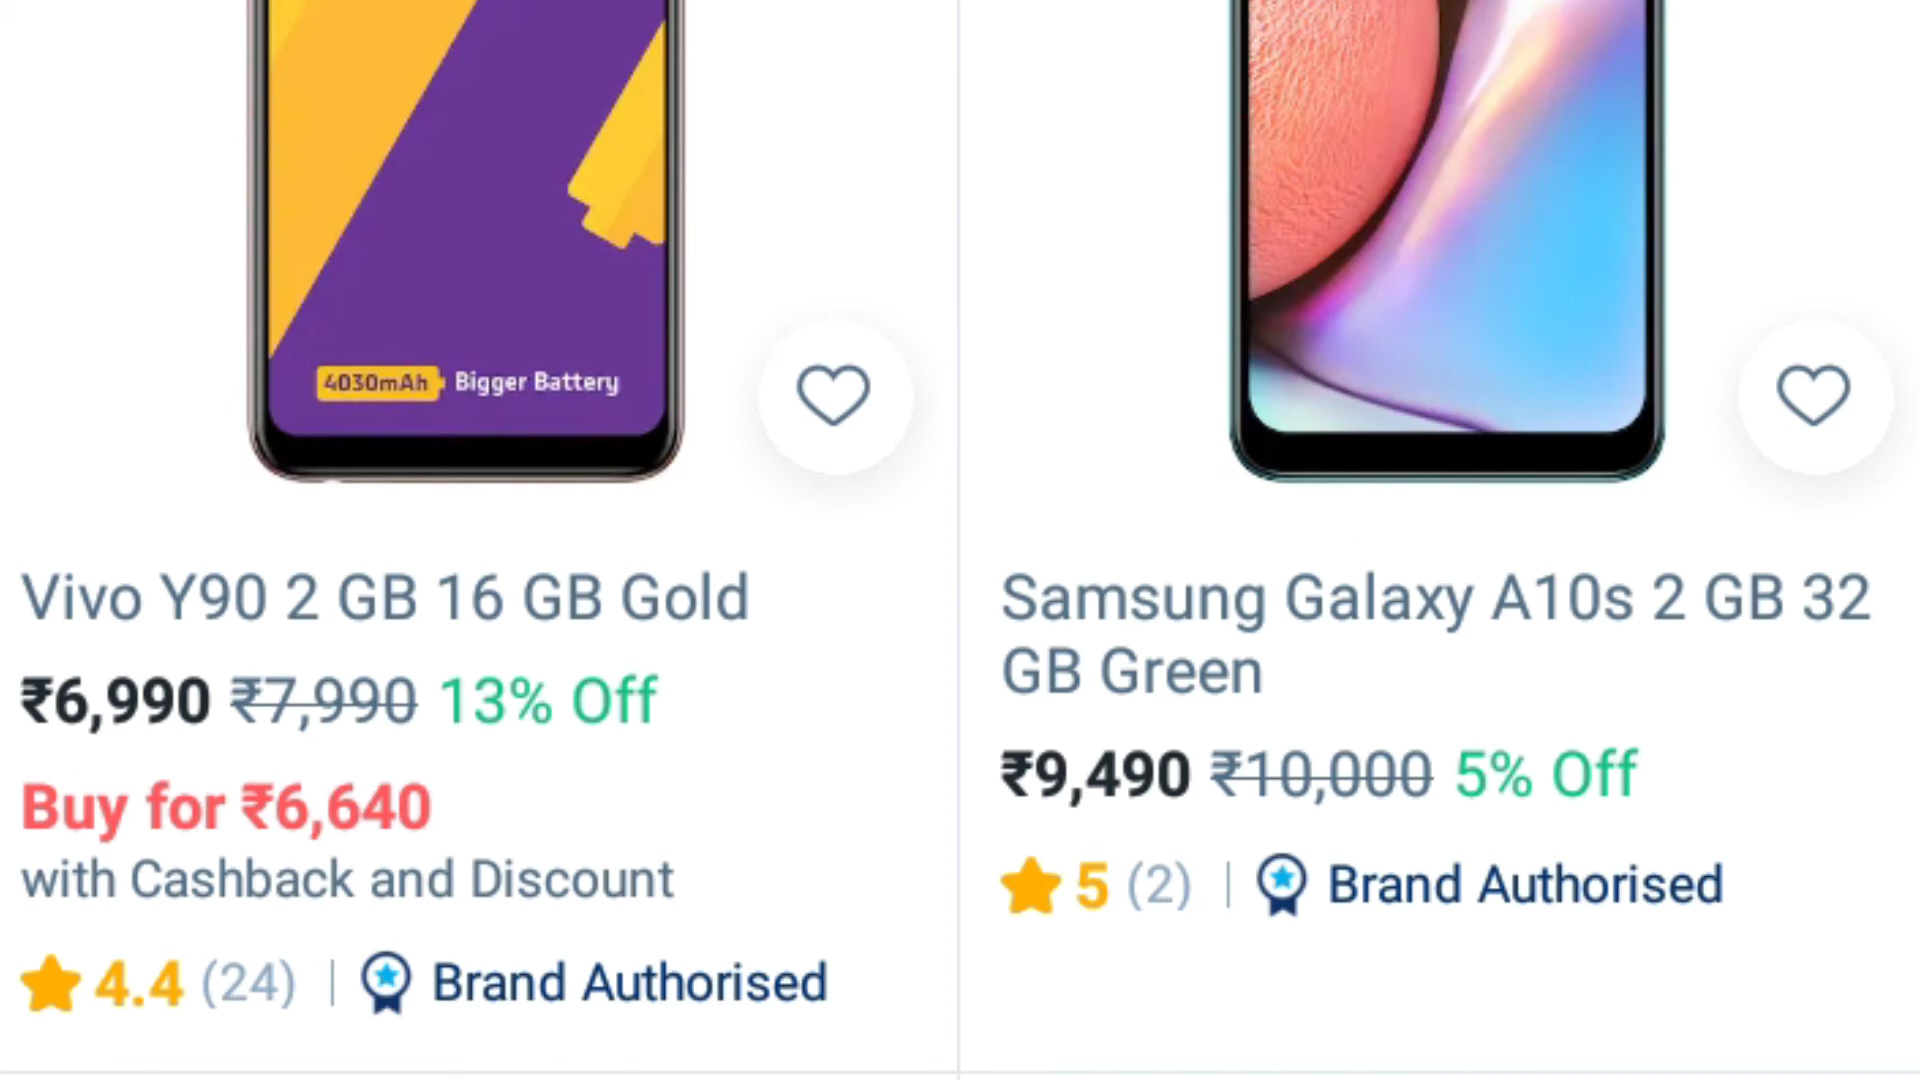 4030mAh Bigger Battery
Vivo Y90 2 GB 16 GB Gold
₹6,990 ₹7,990 13% Off
Buy for ₹6,640
with Cashback and Discount
4.4 (24) | Brand Authorised
Samsung Galaxy A10s 2 GB 32
GB Green
₹9,490 ₹10,000 5% Off
5 (2) | Brand Authorised